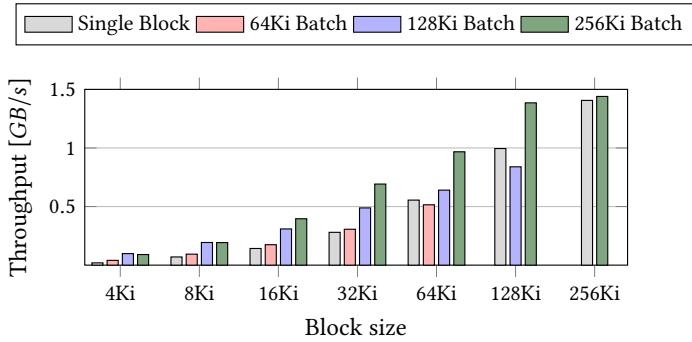 Single Block 64Ki Batch 128Ki Batch 256Ki Batch
Throughput [GB/s]
1.5
1
0.5
4Ki 8Ki 16Ki 32Ki 64Ki 128Ki 256Ki
Block size